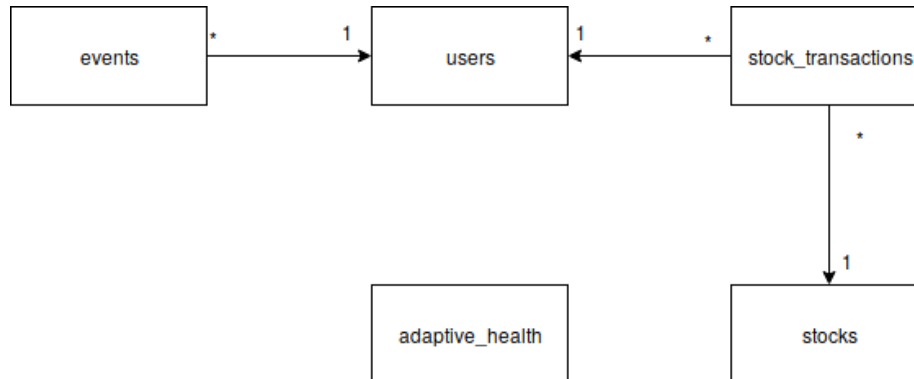 * 1 1 *
events users stock_transactions
*
1
adaptive_health stocks